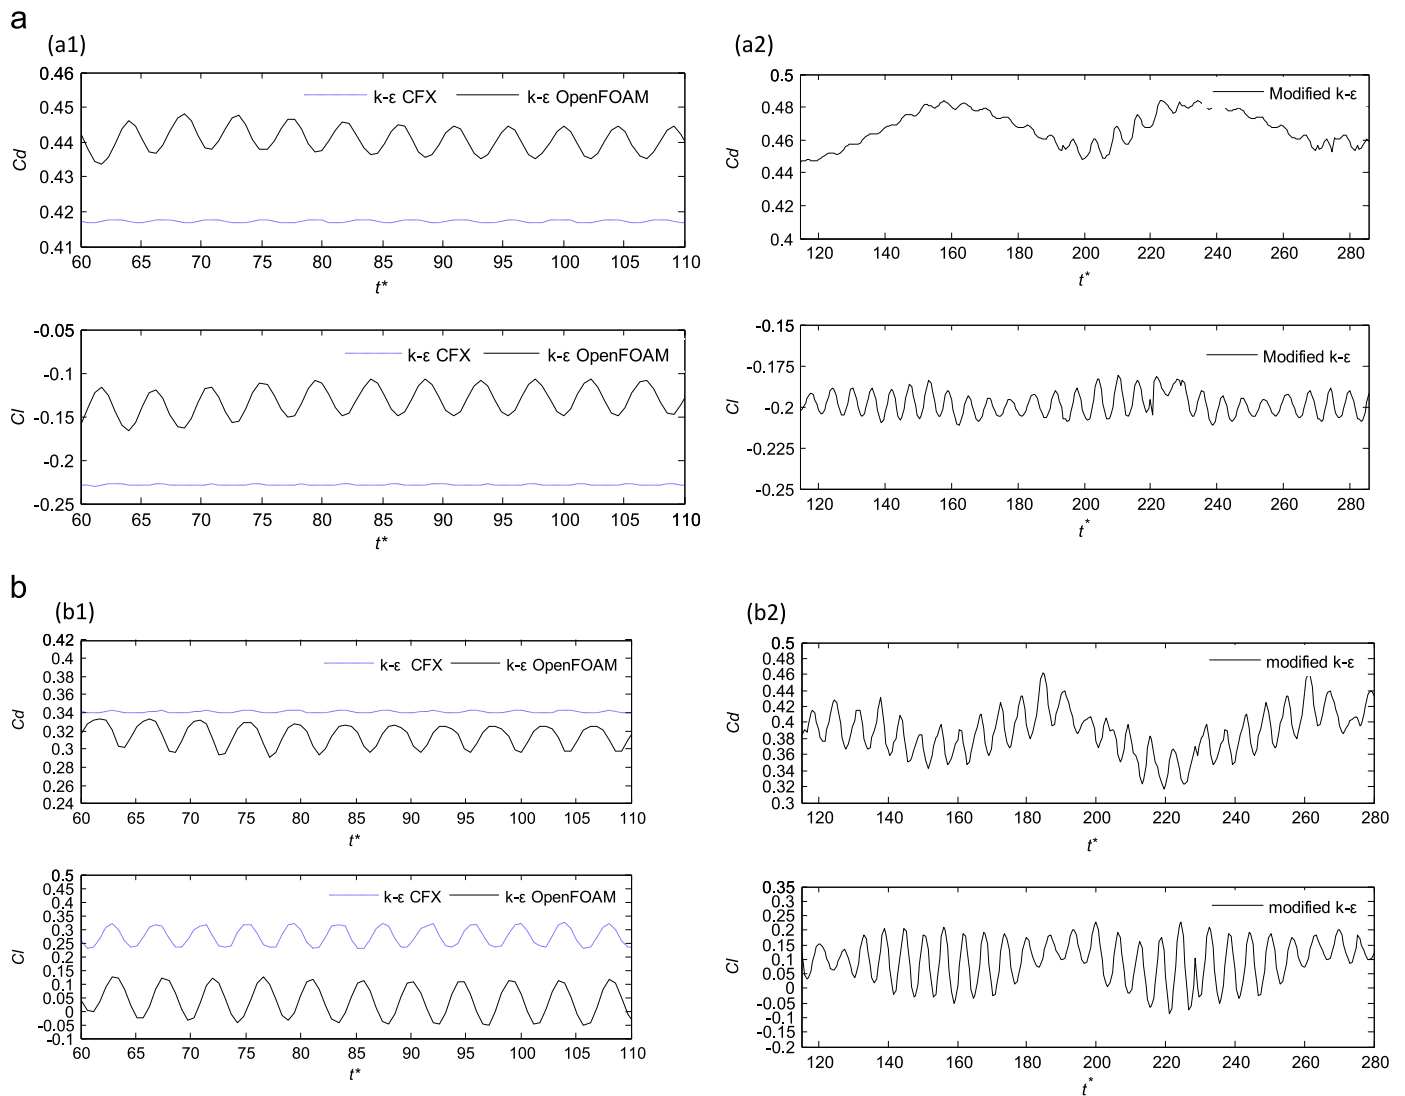 a
(a1)
0.46
0.45
0.44
0.43
0.42
0.41
Cd
k-ε CFX
k-ε OpenFOAM
60 65 70 75 80 85 90 95 100 105 110
t*
(a2)
0.5
0.48
0.46
0.44
0.42
0.4
Cd
Modified k-ε
120 140 160 180 200 220 240 260 280
t*
-0.05
-0.1
-0.15
-0.2
-0.25
Cl
k-ε CFX
k-ε OpenFOAM
60 65 70 75 80 85 90 95 100 105 110
t*
-0.15
-0.175
-0.2
-0.225
-0.25
Cl
Modified k-ε
120 140 160 180 200 220 240 260 280
t*
b
(b1)
0.42
0.4
0.38
0.36
0.34
0.32
0.3
0.28
0.26
0.24
Cd
k-ε CFX
k-ε OpenFOAM
60 65 70 75 80 85 90 95 100 105 110
t*
(b2)
0.5
0.48
0.46
0.44
0.42
0.4
0.38
0.36
0.34
0.32
0.3
Cd
modified k-ε
120 140 160 180 200 220 240 260 280
t*
0.5
0.45
0.4
0.35
0.3
0.25
0.2
0.15
0.1
0.05
0
-0.05
-0.1
Cl
k-ε CFX
k-ε OpenFOAM
60 65 70 75 80 85 90 95 100 105 110
t*
0.35
0.3
0.25
0.2
0.15
0.1
0.05
0
-0.05
-0.1
-0.15
-0.2
Cl
modified k-ε
120 140 160 180 200 220 240 260 280
t*